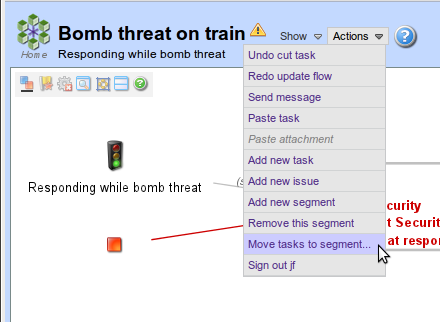 Bomb threat on train
Show
Actions
Home
Responding while bomb threat
Undo cut task
Redo update flow
Send message
Paste task
Paste attachment
Add new task
Add new issue
Add new segment
Remove this segment
Move tasks to segment...
Sign out jf
Responding while bomb threat
(s
curity
t Securit
at respor